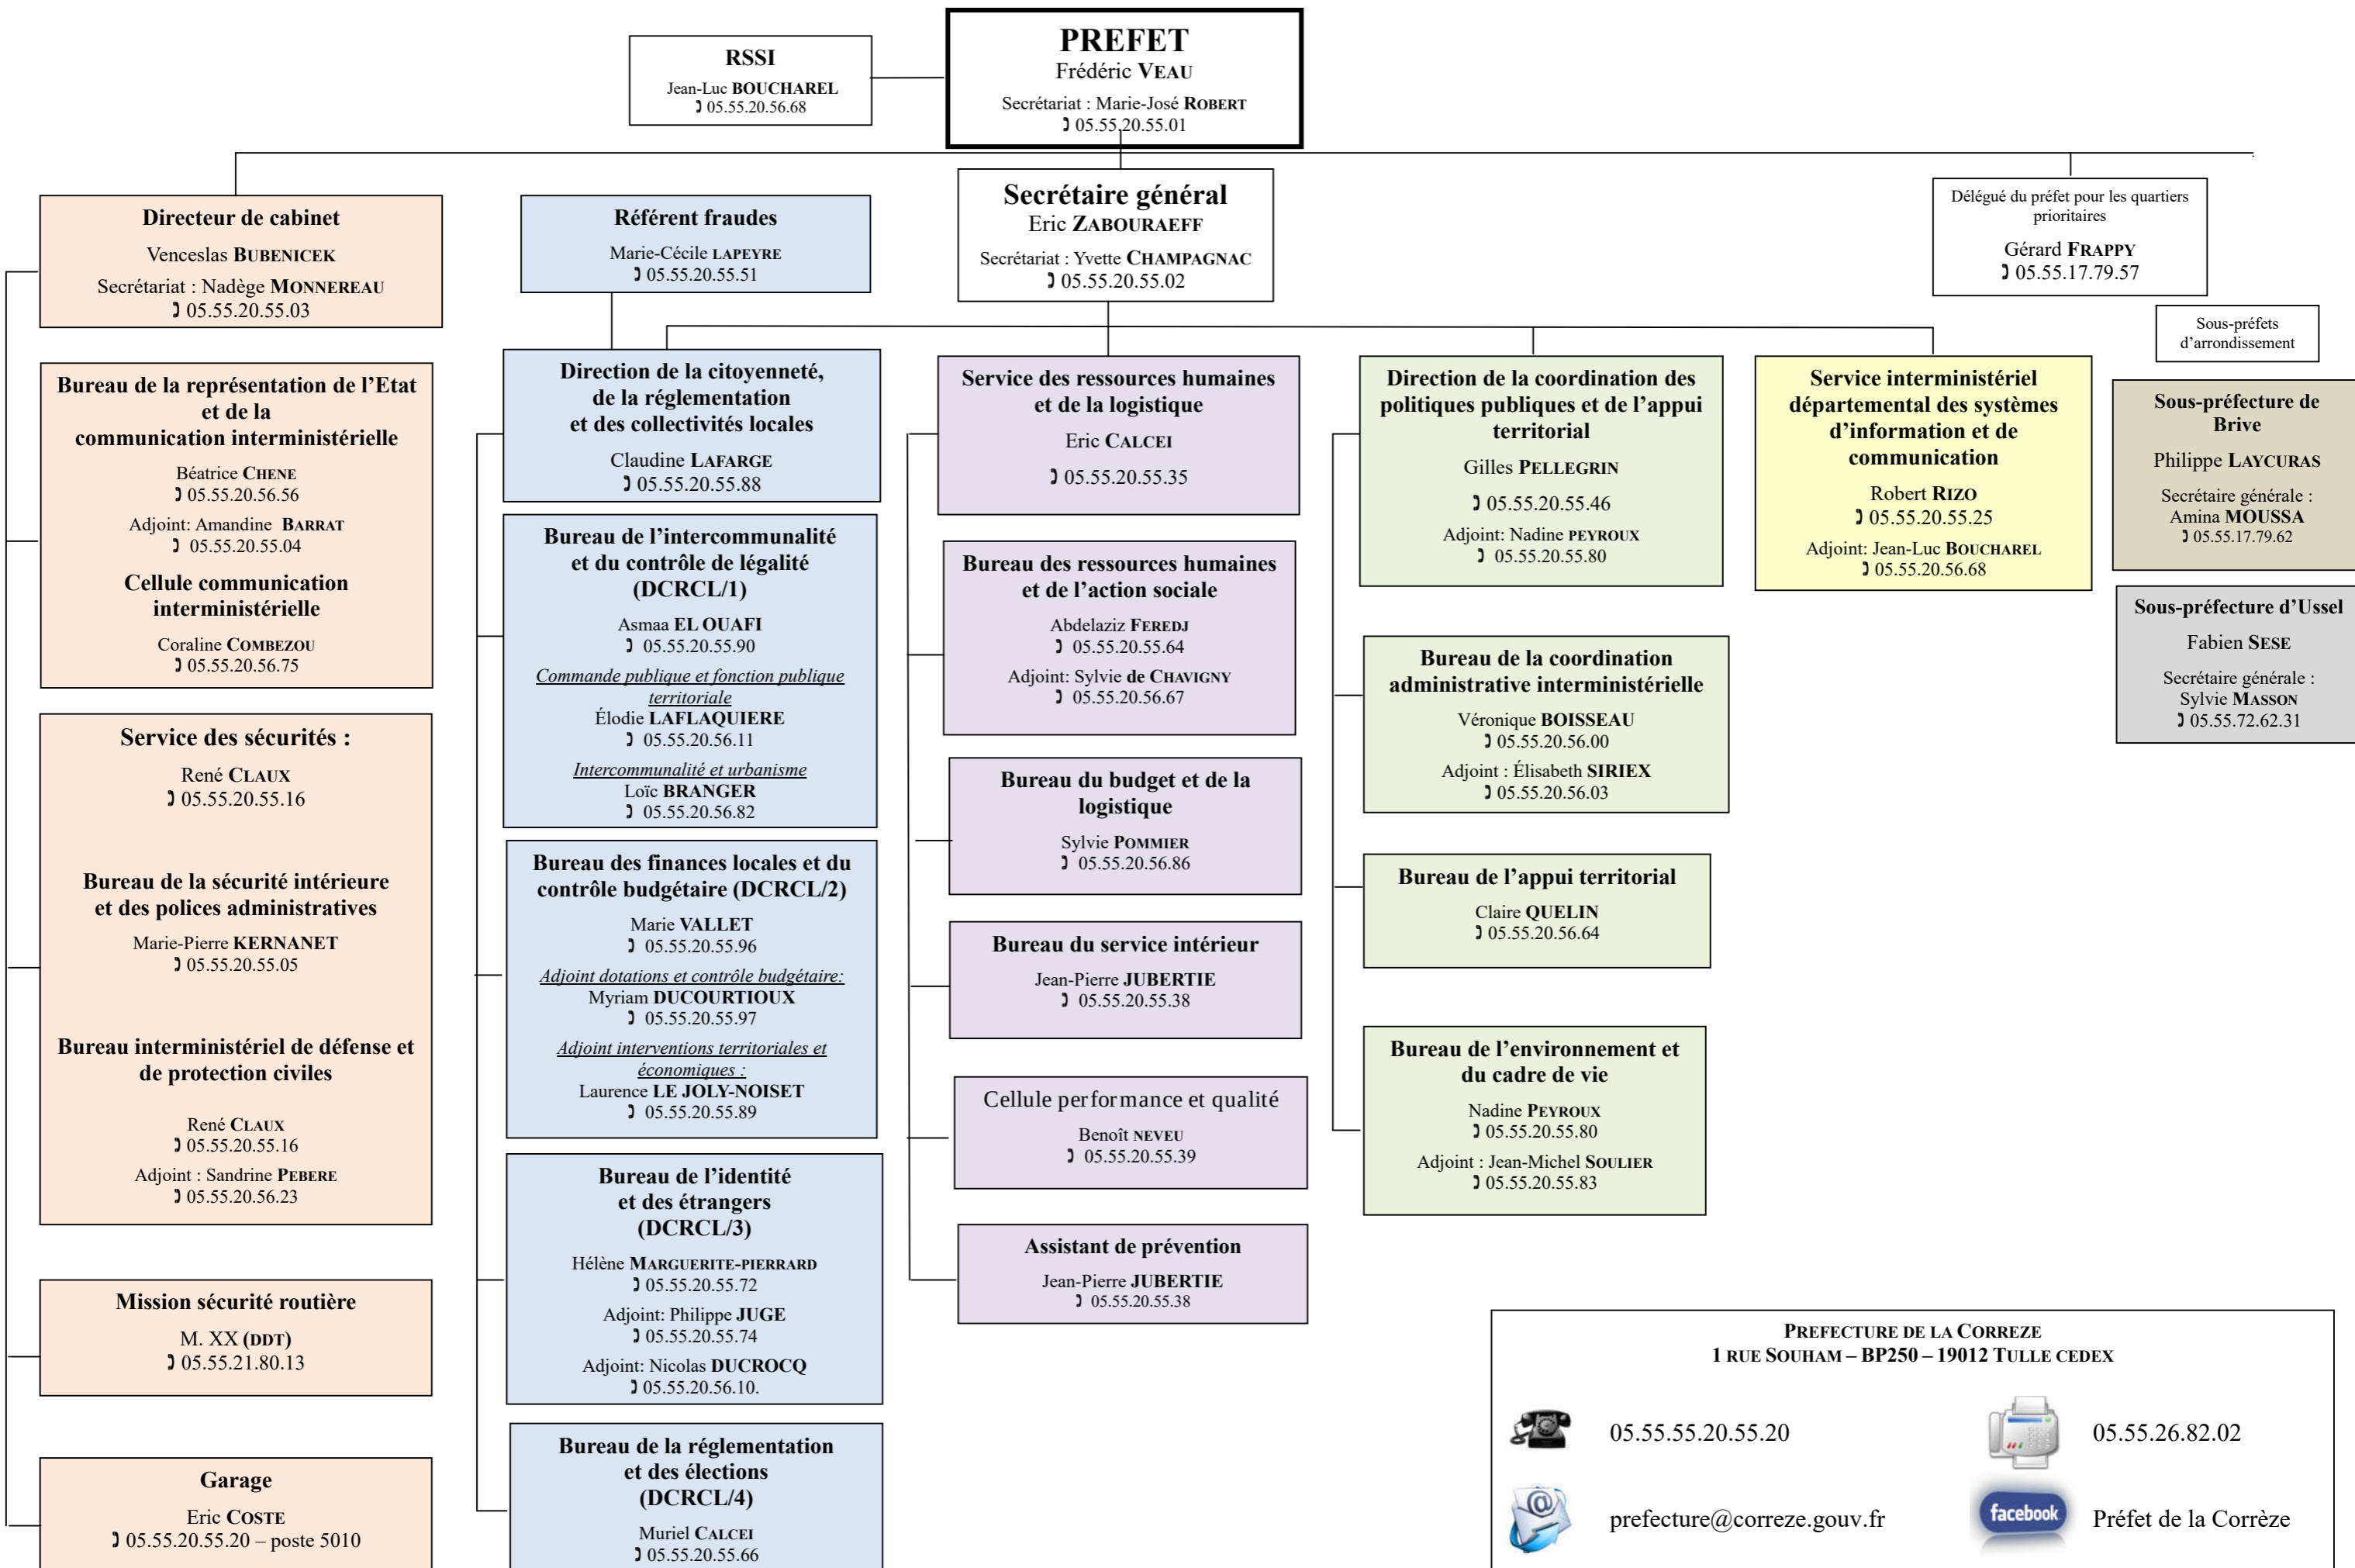 RSSI
Jean-Luc BOUCHAREL
05.55.20.56.68
PREFET
Frédéric VEAU
Secrétariat : Marie-José ROBERT
05.55.20.55.01
Directeur de cabinet
Venceslas BUBENICEK
Secrétariat : Nadège MONNEREAU
05.55.20.55.03
Référent fraudes
Marie-Cécile LAPEYRE
05.55.20.55.51
Secrétaire général
Eric ZABOURAEFF
Secrétariat : Yvette CHAMPAGNAC
05.55.20.55.02
Délégué du préfet pour les quartiers
prioritaires
Gérard FRAPPY
05.55.17.79.57
Sous-préfets
d’arrondissement
Bureau de la représentation de l’Etat
et de la
communication interministérielle
Béatrice CHENE
05.55.20.56.56
Adjoint: Amandine BARRAT
05.55.20.55.04
Cellule communication
interministérielle
Coraline COMBEZOU
05.55.20.56.75
Service des sécurités :
René CLAUX
05.55.20.55.16
Bureau de la sécurité intérieure
et des polices administratives
Marie-Pierre KERNANET
05.55.20.55.05
Bureau interministériel de défense et
de protection civiles
René CLAUX
05.55.20.55.16
Adjoint : Sandrine PEBERE
05.55.20.56.23
Mission sécurité routière
M. XX (DDT)
05.55.21.80.13
Garage
Eric COSTE
05.55.20.55.20 – poste 5010
Direction de la citoyenneté,
de la réglementation
et des collectivités locales
Claudine LAFARGE
05.55.20.55.88
Bureau de l’intercommunalité
et du contrôle de légalité
(DCRCL/1)
Asmaa EL OUAFI
05.55.20.55.90
Commande publique et fonction publique
territoriale
Élodie LAFLAQUIERE
05.55.20.56.11
Intercommunalité et urbanisme
Loïc BRANGER
05.55.20.56.82
Bureau des finances locales et du
contrôle budgétaire (DCRCL/2)
Marie VALLET
05.55.20.55.96
Adjoint dotations et contrôle budgétaire:
Myriam DUCOURTIOUX
05.55.20.55.97
Adjoint interventions territoriales et
économiques :
Laurence LE JOLY-NOISET
05.55.20.55.89
Bureau de l’identité
et des étrangers
(DCRCL/3)
Hélène MARGUERITE-PIERRARD
05.55.20.55.72
Adjoint: Philippe JUGE
05.55.20.55.74
Adjoint: Nicolas DUCROCQ
05.55.20.56.10.
Bureau de la réglementation
et des élections
(DCRCL/4)
Muriel CALCEI
05.55.20.55.66
Service des ressources humaines
et de la logistique
Eric CALCEI
05.55.20.55.35
Bureau des ressources humaines
et de l’action sociale
Abdelaziz FEREDJ
05.55.20.55.64
Adjoint: Sylvie de CHAVIGNY
05.55.20.56.67
Bureau du budget et de la
logistique
Sylvie POMMIER
05.55.20.56.86
Bureau du service intérieur
Jean-Pierre JUBERTIE
05.55.20.55.38
Cellule performance et qualité
Benoît NEVEU
05.55.20.55.39
Assistant de prévention
Jean-Pierre JUBERTIE
05.55.20.55.38
Direction de la coordination des
politiques publiques et de l’appui
territorial
Gilles PELLEGRIN
05.55.20.55.46
Adjoint: Nadine PEYROUX
05.55.20.55.80
Bureau de la coordination
administrative interministérielle
Véronique BOISSEAU
05.55.20.56.00
Adjoint : Élisabeth SIRIEX
05.55.20.56.03
Bureau de l’appui territorial
Claire QUELIN
05.55.20.56.64
Bureau de l’environnement et
du cadre de vie
Nadine PEYROUX
05.55.20.55.80
Adjoint : Jean-Michel SOULIER
05.55.20.55.83
Service interministériel
départemental des systèmes
d’information et de
communication
Robert RIZO
05.55.20.55.25
Adjoint: Jean-Luc BOUCHAREL
05.55.20.56.68
Sous-préfecture de
Brive
Philippe LAYCURAS
Secrétaire générale :
Amina MOUSSA
05.55.17.79.62
Sous-préfecture d’Ussel
Fabien SESE
Secrétaire générale :
Sylvie MASSON
05.55.72.62.31
PREFECTURE DE LA CORREZE
1 RUE SOUHAM – BP250 – 19012 TULLE CEDEX
05.55.55.20.55.20
05.55.26.82.02
@
prefecture@correze.gouv.fr
facebook
Préfet de la Corrèze